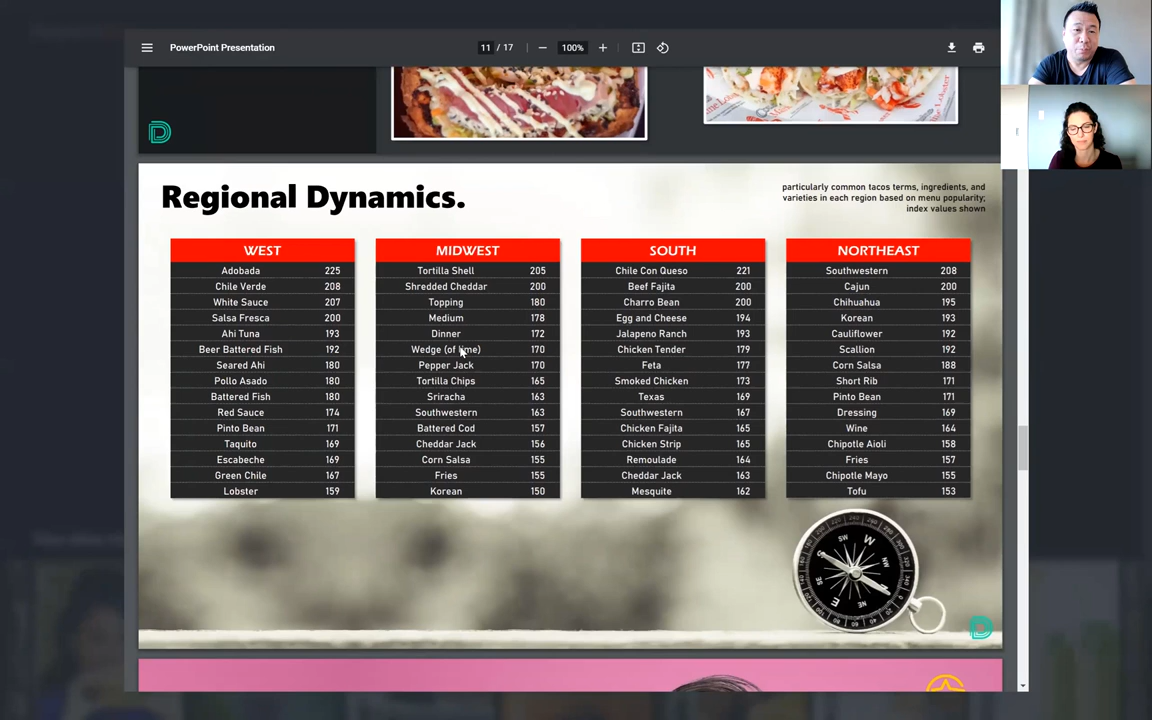 PowerPoint Presentation
11 / 17
100%
Regional Dynamics.
particularly common tacos terms, ingredients, and
varieties in each region based on menu popularity;
index values shown
WEST
Adobada 225
Chile Verde 208
White Sauce 207
Salsa Fresca 200
Ahi Tuna 193
Beer Battered Fish 192
Seared Ahi 180
Pollo Asado 180
Battered Fish 180
Red Sauce 174
Pinto Bean 171
Taquito 169
Escabeche 169
Green Chile 167
Lobster 159
MIDWEST
Tortilla Shell 205
Shredded Cheddar 200
Topping 180
Medium 178
Dinner 172
Wedge (of lime) 170
Pepper Jack 170
Tortilla Chips 165
Sriracha 163
Southwestern 163
Battered Cod 157
Cheddar Jack 156
Corn Salsa 155
Fries 155
Korean 150
SOUTH
Chile Con Queso 221
Beef Fajita 200
Charro Bean 200
Egg and Cheese 194
Jalapeno Ranch 193
Chicken Tender 179
Feta 177
Smoked Chicken 173
Texas 169
Southwestern 167
Chicken Fajita 165
Chicken Strip 165
Remoulade 164
Cheddar Jack 163
Mesquite 162
NORTHEAST
Southwestern 208
Cajun 200
Chihuahua 195
Korean 193
Cauliflower 192
Scallion 192
Corn Salsa 188
Short Rib 171
Pinto Bean 171
Dressing 169
Wine 164
Chipotle Aioli 158
Fries 157
Chipotle Mayo 155
Tofu 153
W
SW
NW
S
SE
E
NE